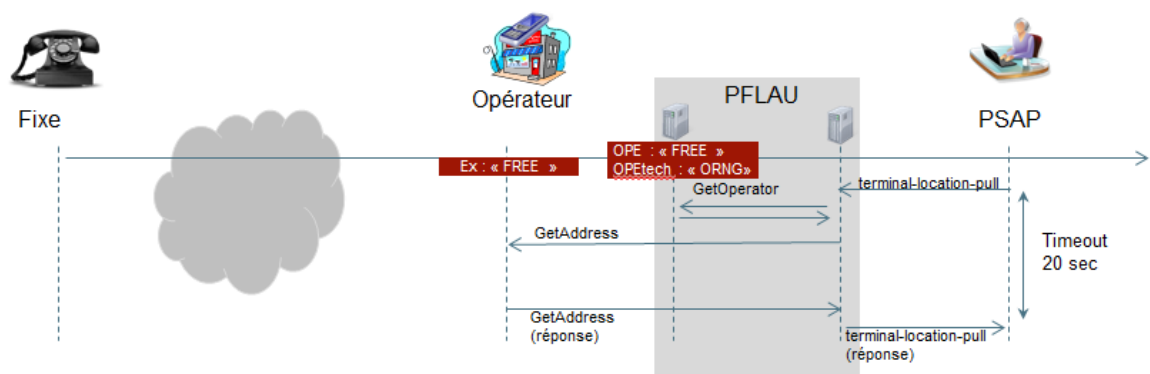 Fixe
Opérateur
PFLAU
PSAP
Ex : « FREE »
OPE : « FREE »
OPEtech : « ORNG»
GetOperator
terminal-location-pull
GetAddress
Timeout
20 sec
GetAddress
(réponse)
terminal-location-pull
(réponse)